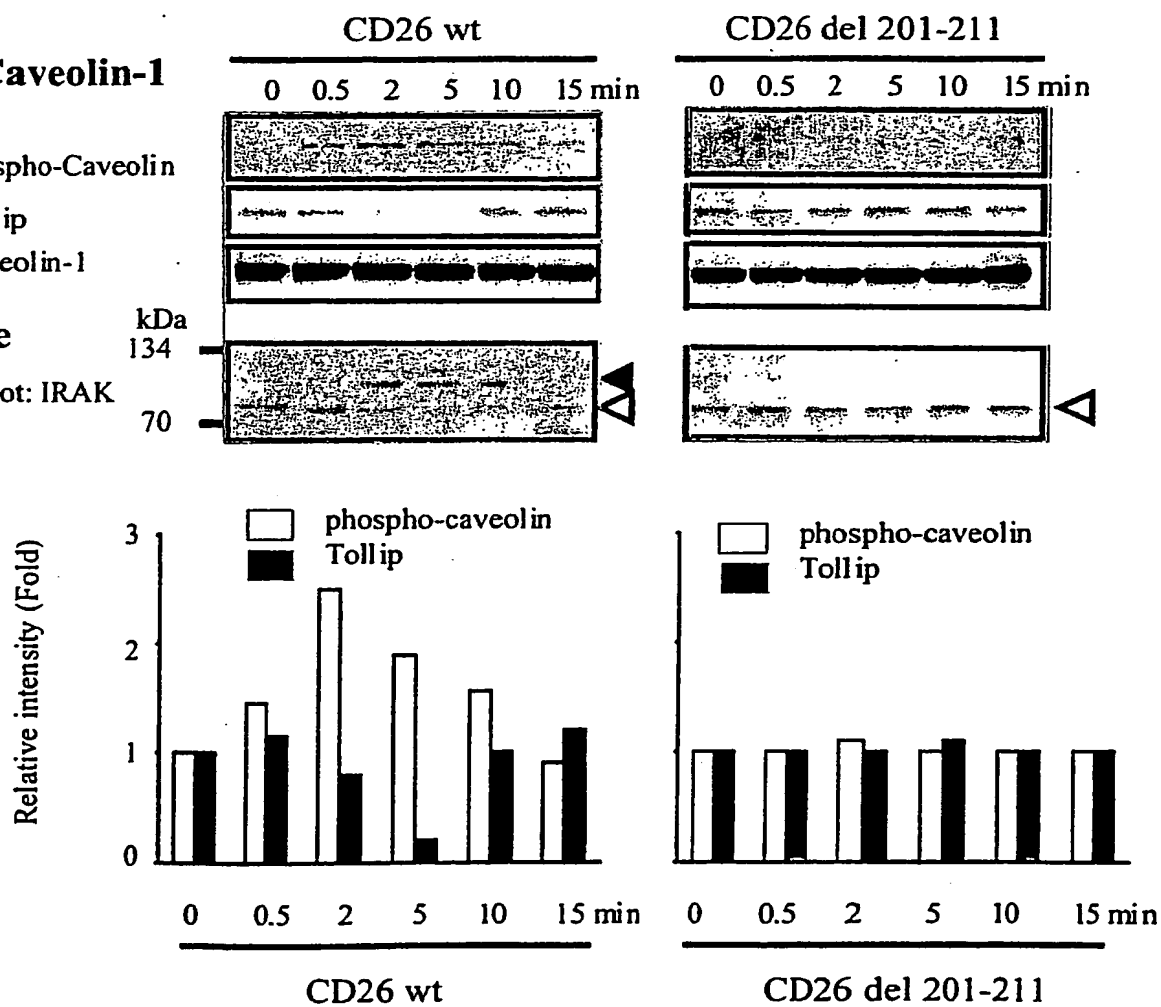 CD26 wt
CD26 del 201-211
Caveolin-1
0 0.5 2 5 10 15 min
0 0.5 2 5 10 15 min
spho-Caveolin
ip
eolin-1
kDa
e
134
ot: IRAK
70
3
2
1
0
Relative intensity (Fold)
phospho-caveolin
Tollip
phospho-caveolin
Tollip
0 0.5 2 5 10 15 min
0 0.5 2 5 10 15 min
CD26 wt
CD26 del 201-211